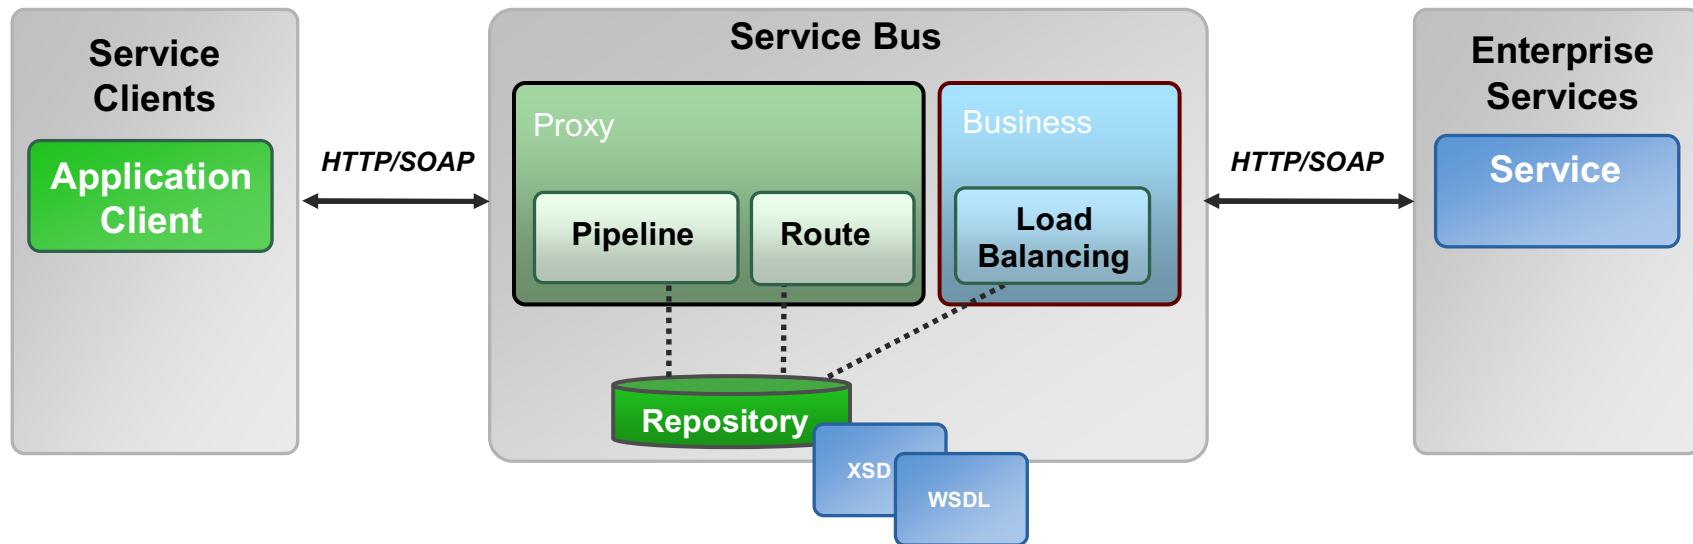 Service
Clients
Application
Client
HTTP/SOAP
Service Bus
Proxy
Pipeline
Route
Business
Load
Balancing
Repository
XSD
WSDL
HTTP/SOAP
Enterprise
Services
Service